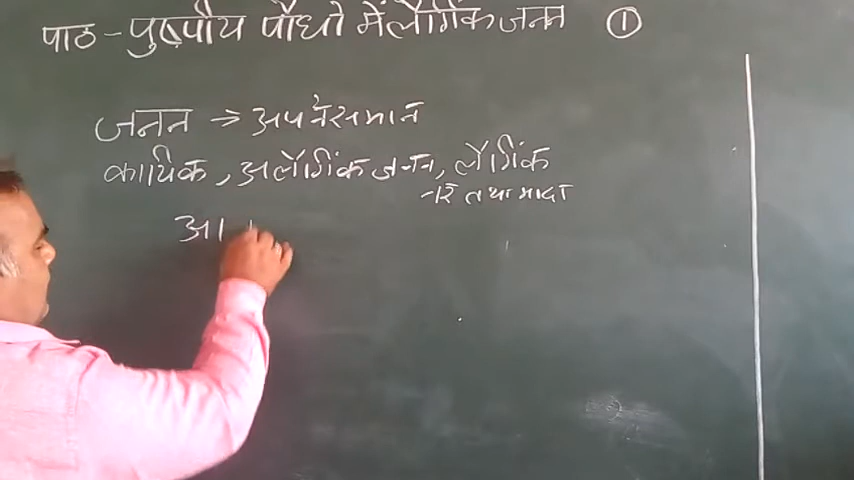 पाठ - पुष्पीय पौधो में लैगिंक जनन ①
जनन ⇒ अपने समान
कायिक, अलैगिंक जनन, लैगिंक
नर तथा मादा
आ